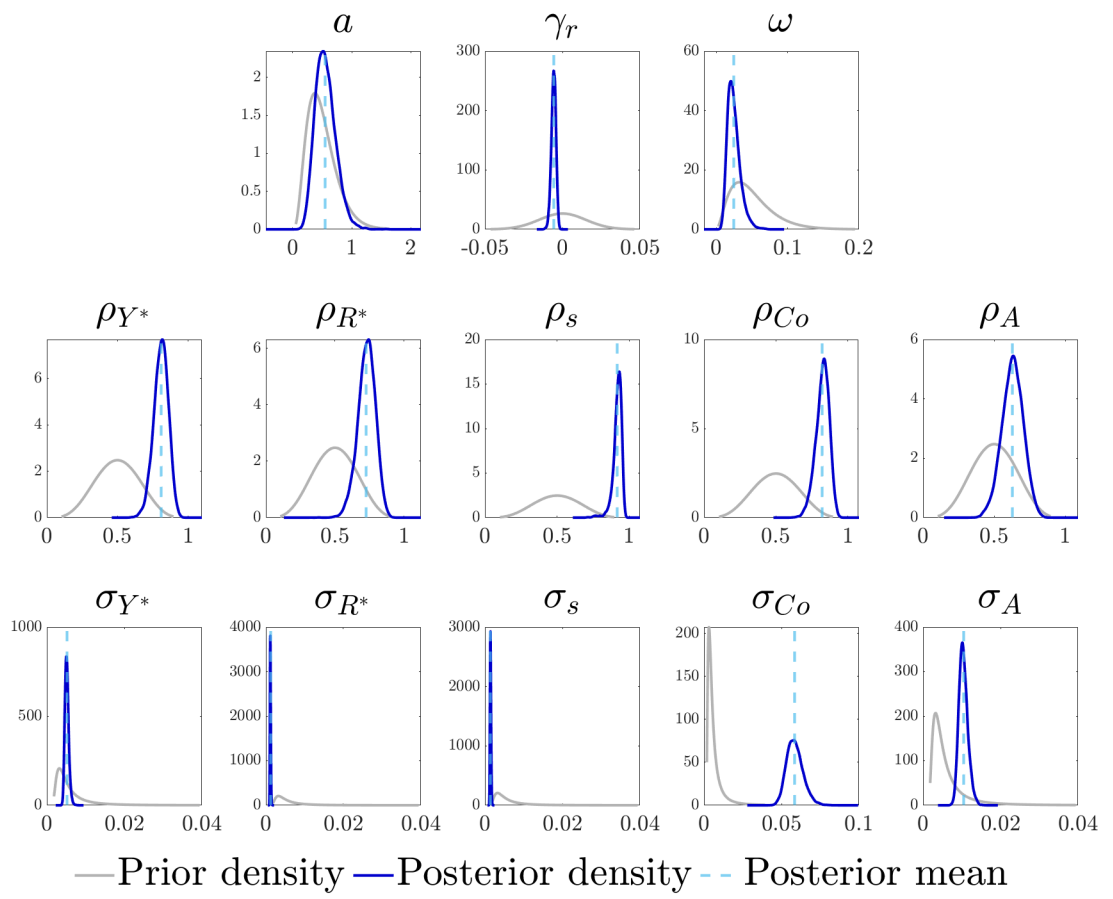 a γ_r ω
300 60
2 50
1.5 200 40
1
100 20
0.5
0 0 0
0 1 2 -0.05 0 0.05 0 0.1 0.2
ρ_{Y*} ρ_{R*} ρ_s ρ_{Co} ρ_A
6 4 2 0 0 0.5 1
6 4 2 0 0 0.5 1
20 15 10 5 0 0 0.5 1
10 5 0 0 0.5 1
6 4 2 0 0 0.5 1
σ_{Y*} σ_{R*} σ_s σ_{Co} σ_A
1000 500 0 0 0.02 0.04
4000 3000 2000 1000 0 0 0.02 0.04
3000 2000 1000 0 0 0.02 0.04
200 150 100 50 0 0 0.05 0.1
400 300 200 100 0 0 0.02 0.04
Prior density Posterior density Posterior mean